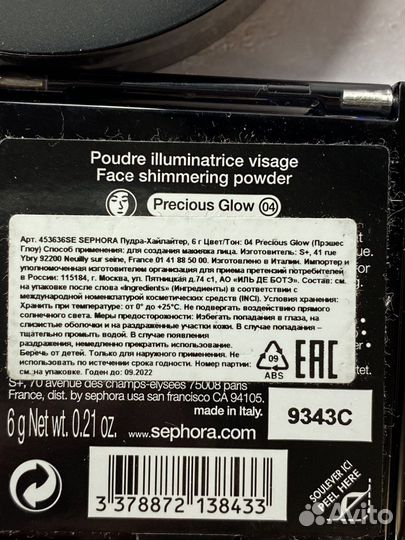 Poudre illuminatrice visage
Face shimmering powder
Precious Glow 04
Арт. 453636SE SEPHORA Пудра-Хайлайтер, 6 г Цвет/Тон: 04 Precious Glow (Прэшес
Глоу) Способ применения: для создания макияжа лица. Изготовитель: S+, 41 rue
Ybry 92200 Neuilly sur seine, France 01 41 88 50 00. Изготовлено в Италии. Импортер и
уполномоченная изготовителем организация для приема претензий потребителей
в России: 115184, г. Москва, ул. Пятницкая д.74 с1, АО «ИЛЬ ДЕ БОТЭ». Состав: см.
на упаковке после слова «Ingredients» (Ингредиенты) в соответствии с
международной номенклатурой косметических средств (INCI). Условия хранения:
Хранить при температуре: от 0° до +25°C. Не подвергать воздействию прямого
солнечного света. Меры предосторожности: Избегать попадания в глаза, на
слизистые оболочки и на раздраженные участки кожи. В случае попадания -
тщательно промыть водой. В случае появления
раздражения, немедленно прекратить использование.
Беречь от детей. Только для наружного применения. Не
использовать по истечении срока годности. Номер партии:
см. на упаковке. Годен до: 09.2022
09
ABS
EAC
S+, 70 avenue des champs-elysées 75008 paris
France, dist. by sephora usa san francisco CA 94105.
made in Italy.
6 g Net wt. 0.21 oz.
www.sephora.com
9343C
3 378872 138433
SOULEVER ICI
PEEL HERE
Avito